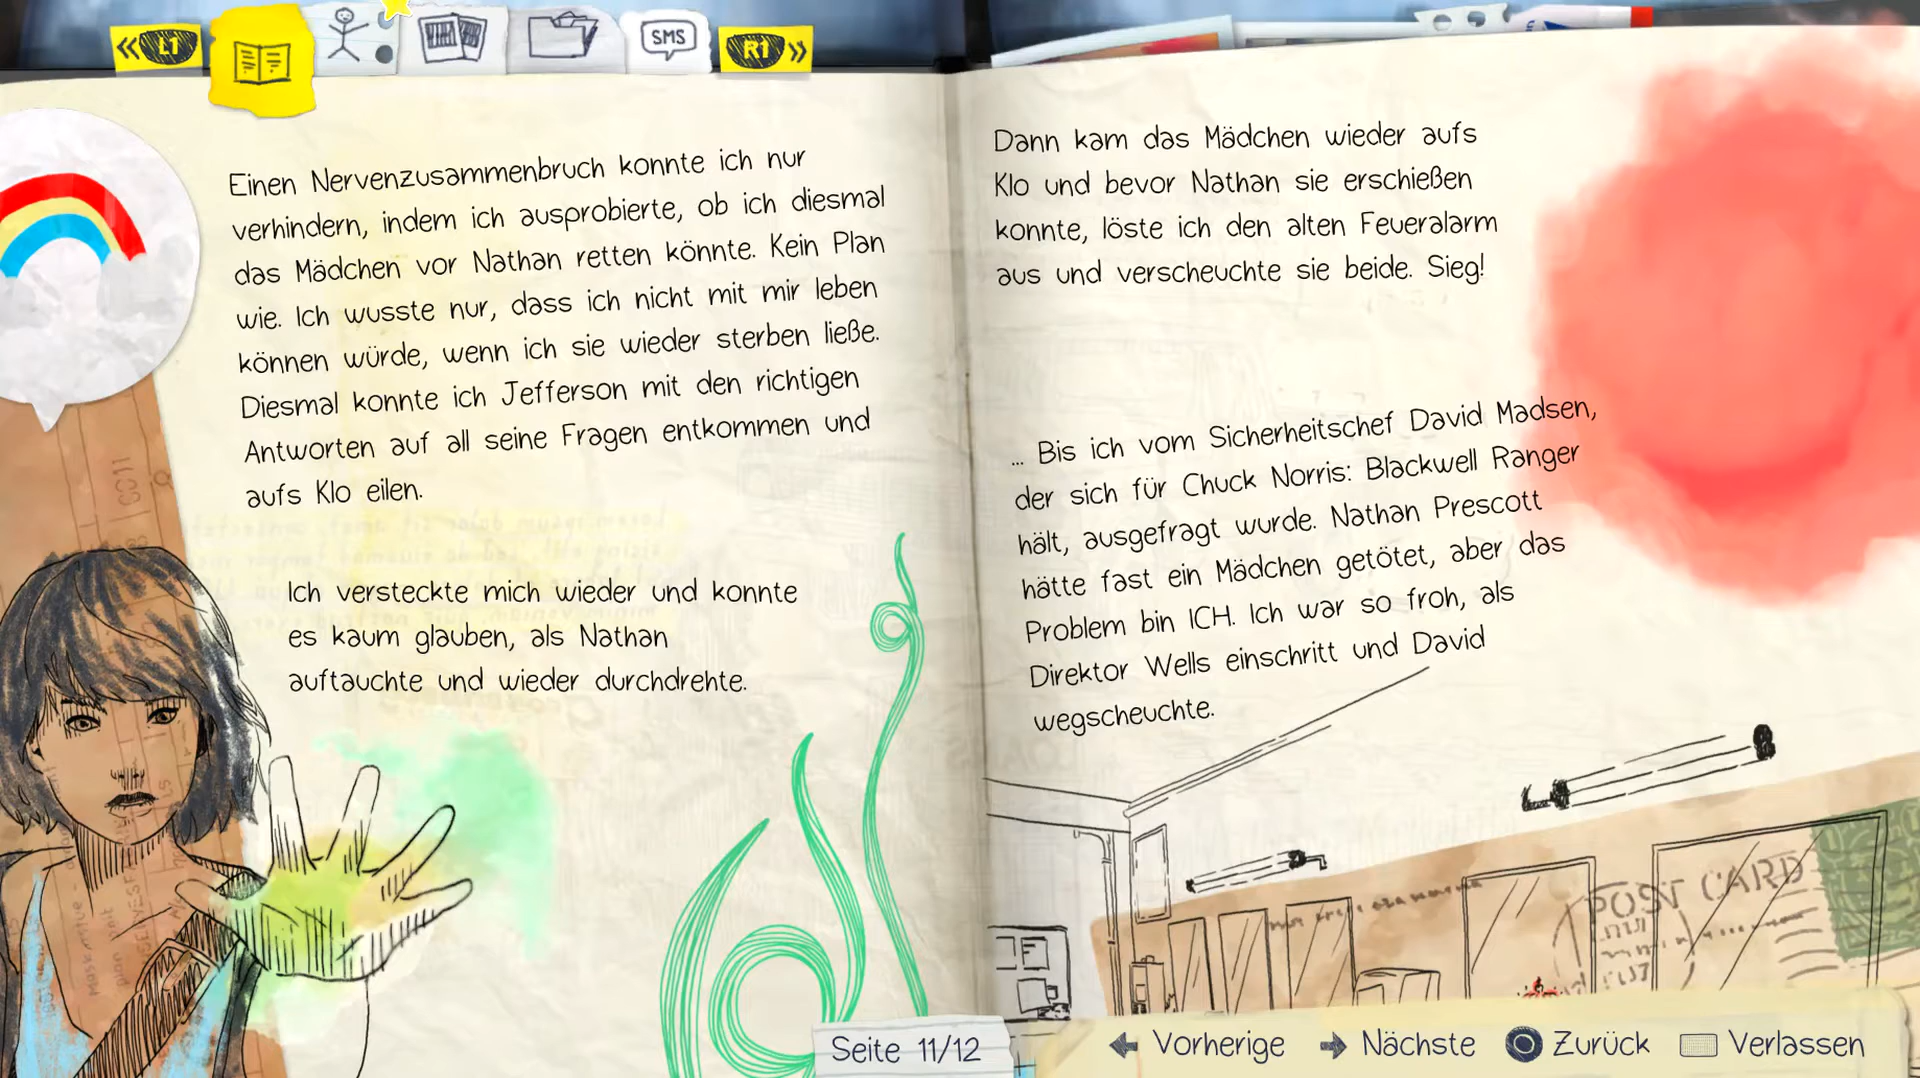 L1
SMS
R1
Einen Nervenzusammenbruch konnte ich nur
verhindern, indem ich ausprobierte, ob ich diesmal
das Mädchen vor Nathan retten könnte. Kein Plan
wie. Ich wusste nur, dass ich nicht mit mir leben
können würde, wenn ich sie wieder sterben ließe.
Diesmal konnte ich Jefferson mit den richtigen
Antworten auf all seine Fragen entkommen und
aufs Klo eilen.
Ich versteckte mich wieder und konnte
es kaum glauben, als Nathan
auftauchte und wieder durchdrehte.
Dann kam das Mädchen wieder aufs
Klo und bevor Nathan sie erschießen
konnte, löste ich den alten Feueralarm
aus und verscheuchte sie beide. Sieg!
... Bis ich vom Sicherheitschef David Madsen,
der sich für Chuck Norris: Blackwell Ranger
hält, ausgefragt wurde. Nathan Prescott
hätte fast ein Mädchen getötet, aber das
Problem bin ICH. Ich war so froh, als
Direktor Wells einschritt und David
wegscheuchte.
POST CARD
Seite 11/12
Vorherige
Nächste
Zurück
Verlassen